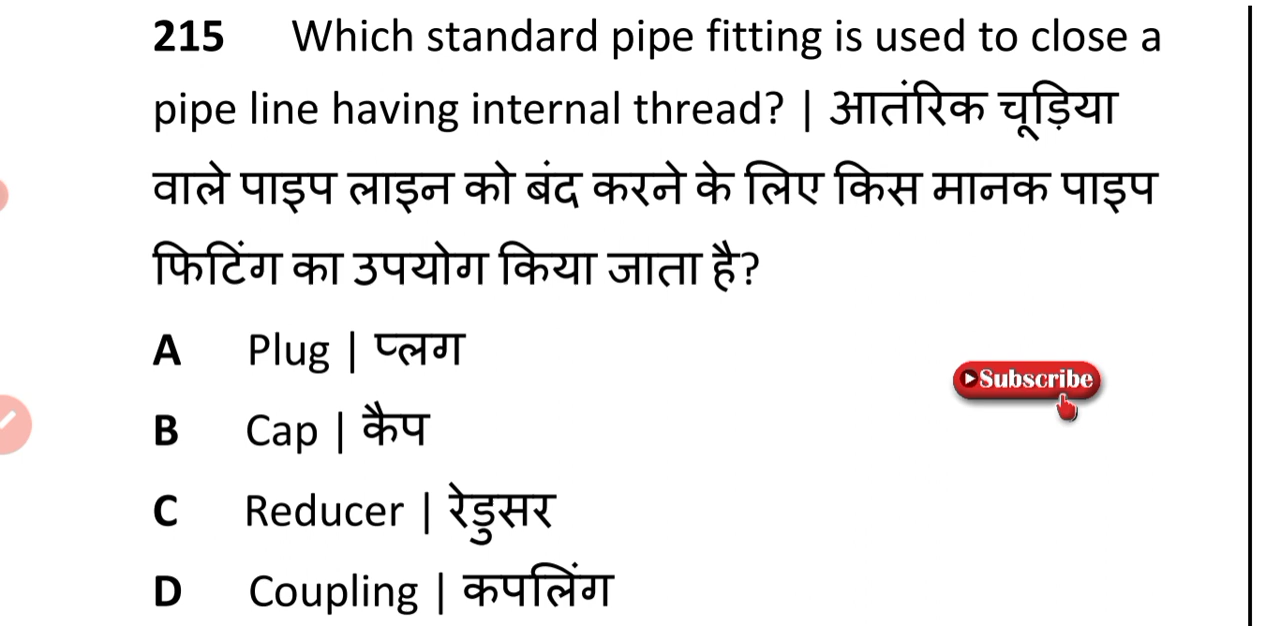 215 Which standard pipe fitting is used to close a
pipe line having internal thread? | आतंरिक चूड़िया
वाले पाइप लाइन को बंद करने के लिए किस मानक पाइप
फिटिंग का उपयोग किया जाता है?
A Plug | प्लग
Subscribe
B Cap | कैप
C Reducer | रेडुसर
D Coupling | कपलिंग